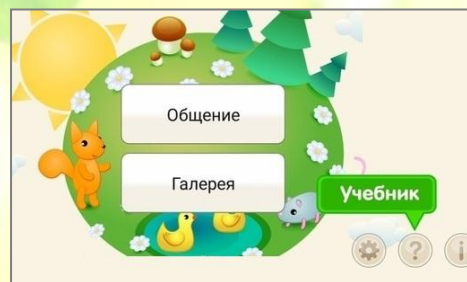 Общение
Галерея
Учебник
?
i